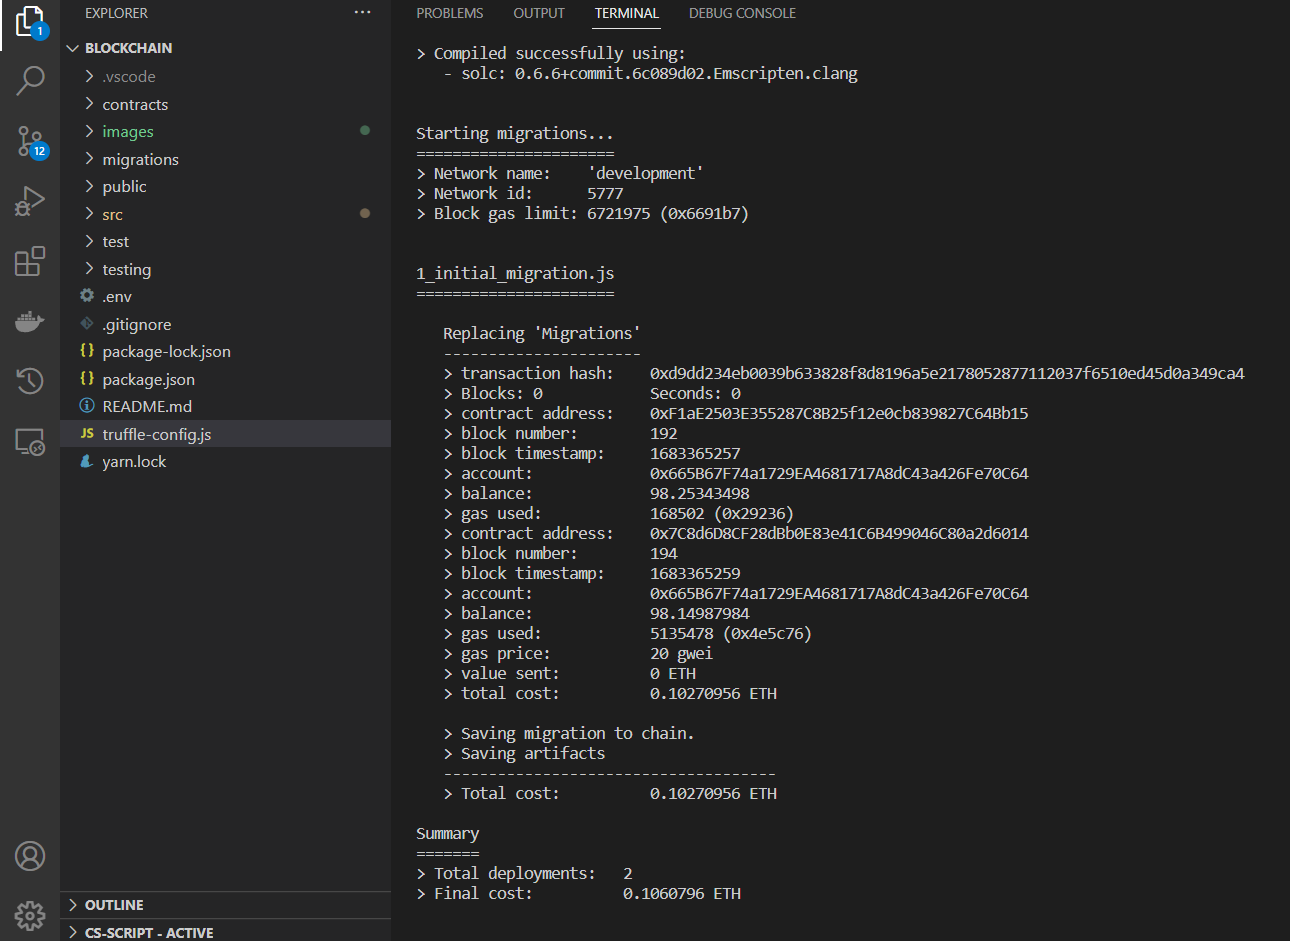 EXPLORER
···
1
BLOCKCHAIN
.vscode
contracts
images
12
migrations
public
src
test
testing
.env
.gitignore
{} package-lock.json
{} package.json
README.md
JS truffle-config.js
yarn.lock
OUTLINE
CS-SCRIPT - ACTIVE
PROBLEMS OUTPUT TERMINAL DEBUG CONSOLE
> Compiled successfully using:
- solc: 0.6.6+commit.6c089d02.Emscripten.clang
Starting migrations...
======================
> Network name: 'development'
> Network id: 5777
> Block gas limit: 6721975 (0x6691b7)
1_initial_migration.js
======================
Replacing 'Migrations'
----------------------
> transaction hash: 0xd9dd234eb0039b633828f8d8196a5e2178052877112037f6510ed45d0a349ca4
> Blocks: 0 Seconds: 0
> contract address: 0xF1aE2503E355287C8B25f12e0cb839827C64Bb15
> block number: 192
> block timestamp: 1683365257
> account: 0x665B67F74a1729EA4681717A8dC43a426Fe70C64
> balance: 98.25343498
> gas used: 168502 (0x29236)
> contract address: 0x7C8d6D8CF28dBb0E83e41C6B499046C80a2d6014
> block number: 194
> block timestamp: 1683365259
> account: 0x665B67F74a1729EA4681717A8dC43a426Fe70C64
> balance: 98.14987984
> gas used: 5135478 (0x4e5c76)
> gas price: 20 gwei
> value sent: 0 ETH
> total cost: 0.10270956 ETH
> Saving migration to chain.
> Saving artifacts
-------------------------------------
> Total cost: 0.10270956 ETH
Summary
=======
> Total deployments: 2
> Final cost: 0.1060796 ETH